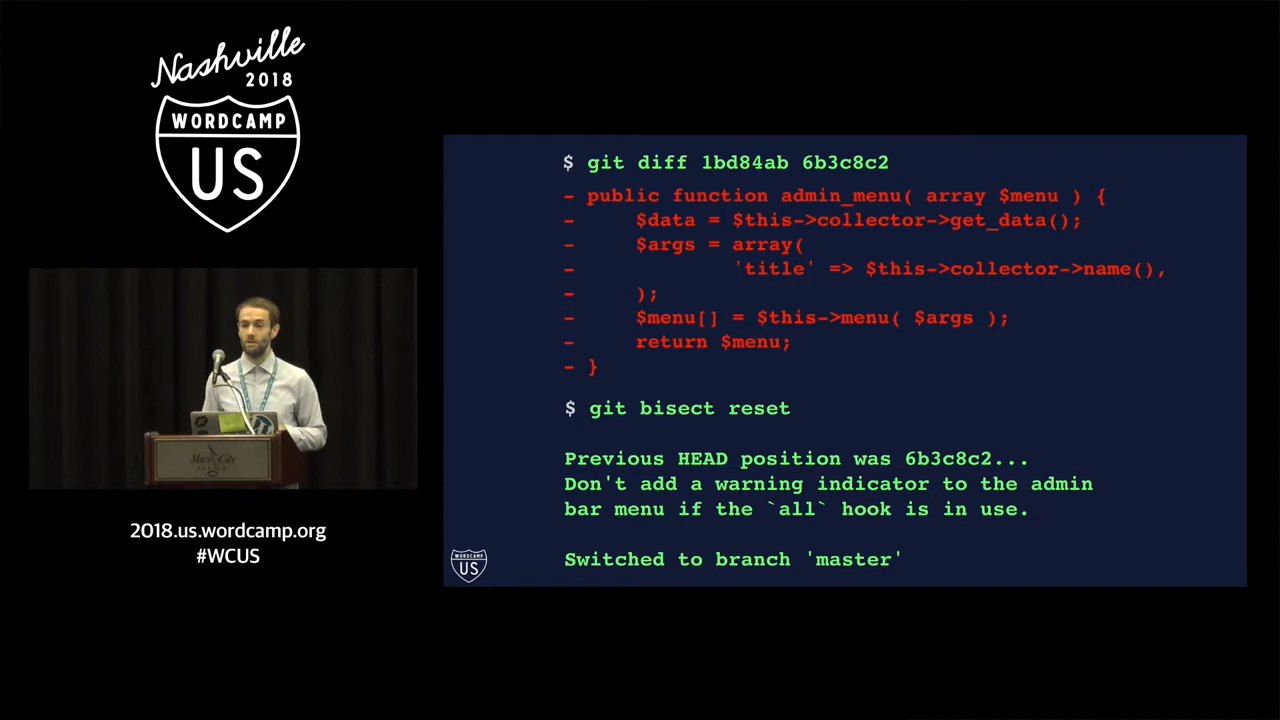 Nashville
2018
WORDCAMP
US
2018.us.wordcamp.org
#WCUS
$ git diff 1bd84ab 6b3c8c2
- public function admin_menu( array $menu ) {
-     $data = $this->collector->get_data();
-     $args = array(
-             'title' => $this->collector->name(),
-     );
-     $menu[] = $this->menu( $args );
-     return $menu;
- }
$ git bisect reset
Previous HEAD position was 6b3c8c2...
Don't add a warning indicator to the admin
bar menu if the `all` hook is in use.
Switched to branch 'master'
WORDCAMP
US